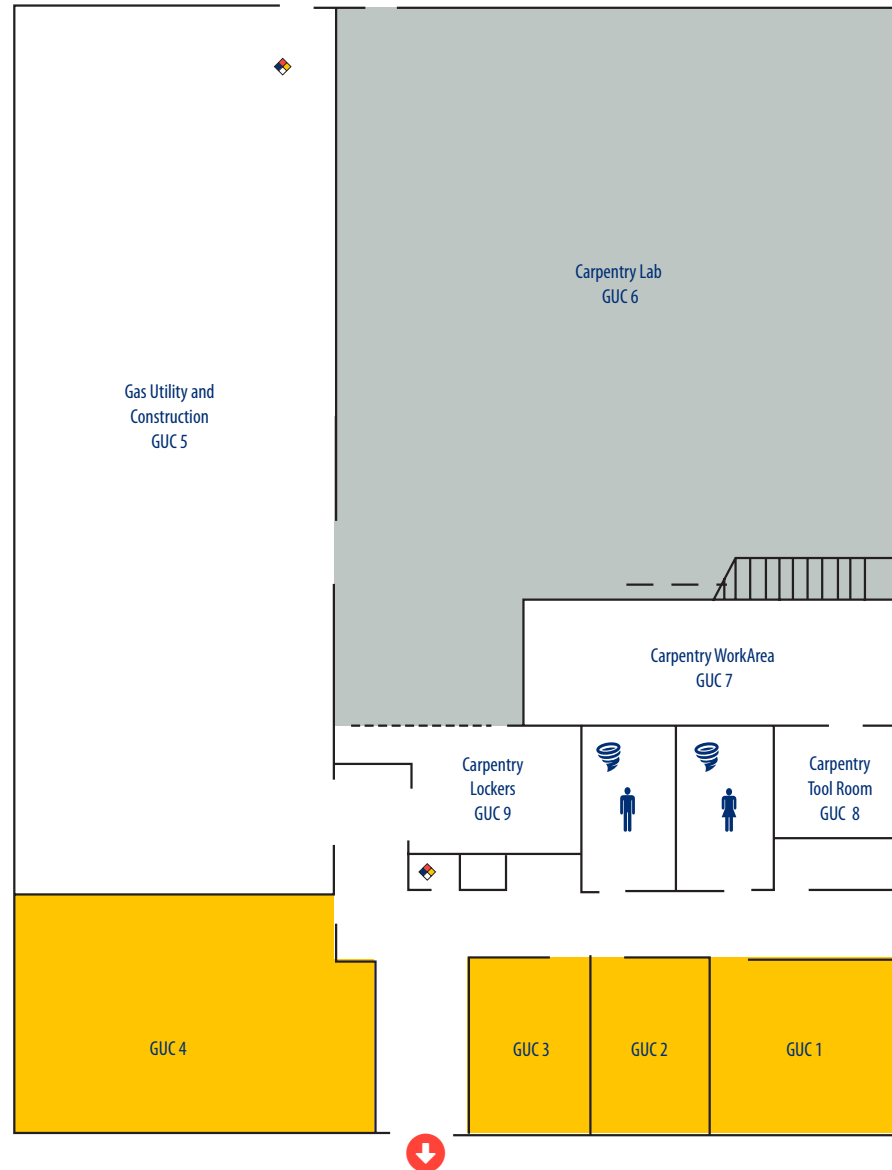 Carpentry Lab
GUC 6
Gas Utility and
Construction
GUC 5
Carpentry WorkArea
GUC 7
Carpentry
Lockers
GUC 9
Carpentry
Tool Room
GUC 8
GUC 4
GUC 3
GUC 2
GUC 1